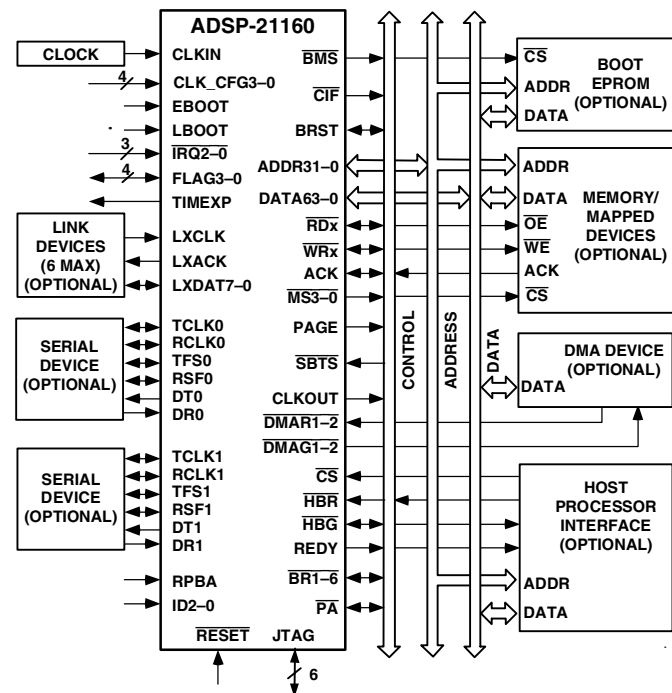 ADSP-21160
CLOCK
CLKIN
4
CLK_CFG3-0
EBOOT
LBOOT
3
IRQ2-0
4
FLAG3-0
TIMEXP
LINK
DEVICES
(6 MAX)
(OPTIONAL)
LXCLK
LXACK
LXDAT7-0
SERIAL
DEVICE
(OPTIONAL)
TCLK0
RCLK0
TFS0
RSF0
DT0
DR0
SERIAL
DEVICE
(OPTIONAL)
TCLK1
RCLK1
TFS1
RSF1
DT1
DR1
RPBA
ID2-0
RESET
JTAG
6
BMS
CIF
BRST
ADDR31-0
DATA63-0
RDx
WRx
ACK
MS3-0
PAGE
SBTS
CLKOUT
DMAR1-2
DMAG1-2
CS
HBR
HBG
REDY
BR1-6
PA
CONTROL
ADDRESS
DATA
CS
ADDR
DATA
BOOT
EPROM
(OPTIONAL)
ADDR
DATA
OE
WE
ACK
CS
MEMORY/
MAPPED
DEVICES
(OPTIONAL)
DATA
DMA DEVICE
(OPTIONAL)
HOST
PROCESSOR
INTERFACE
(OPTIONAL)
ADDR
DATA